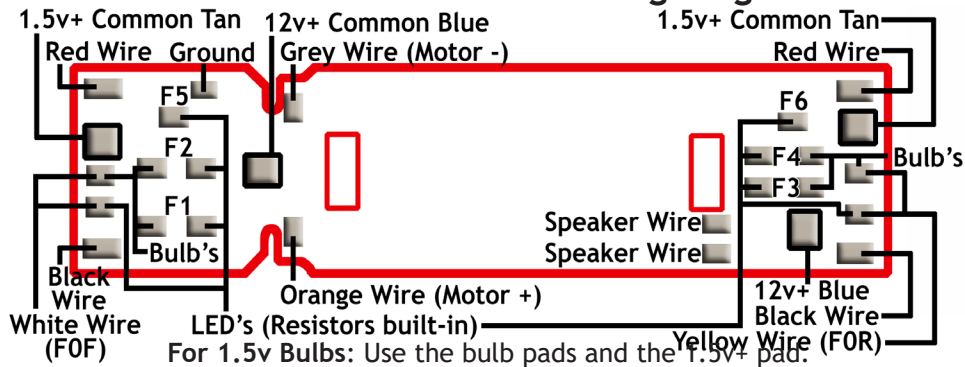 1.5v+ Common Tan
12v+ Common Blue
1.5v+ Common Tan
Red Wire
Ground
Grey Wire (Motor -)
Red Wire
F5
F6
F2
F4
Bulb's
F3
F1
Speaker Wire
Bulb's
Speaker Wire
Black
Wire
Orange Wire (Motor +)
12v+ Blue
White Wire
(F0F)
LED's (Resistors built-in)
Black Wire
Yellow Wire (F0R)
For 1.5v Bulbs: Use the bulb pads and the 1.5v+ pad.